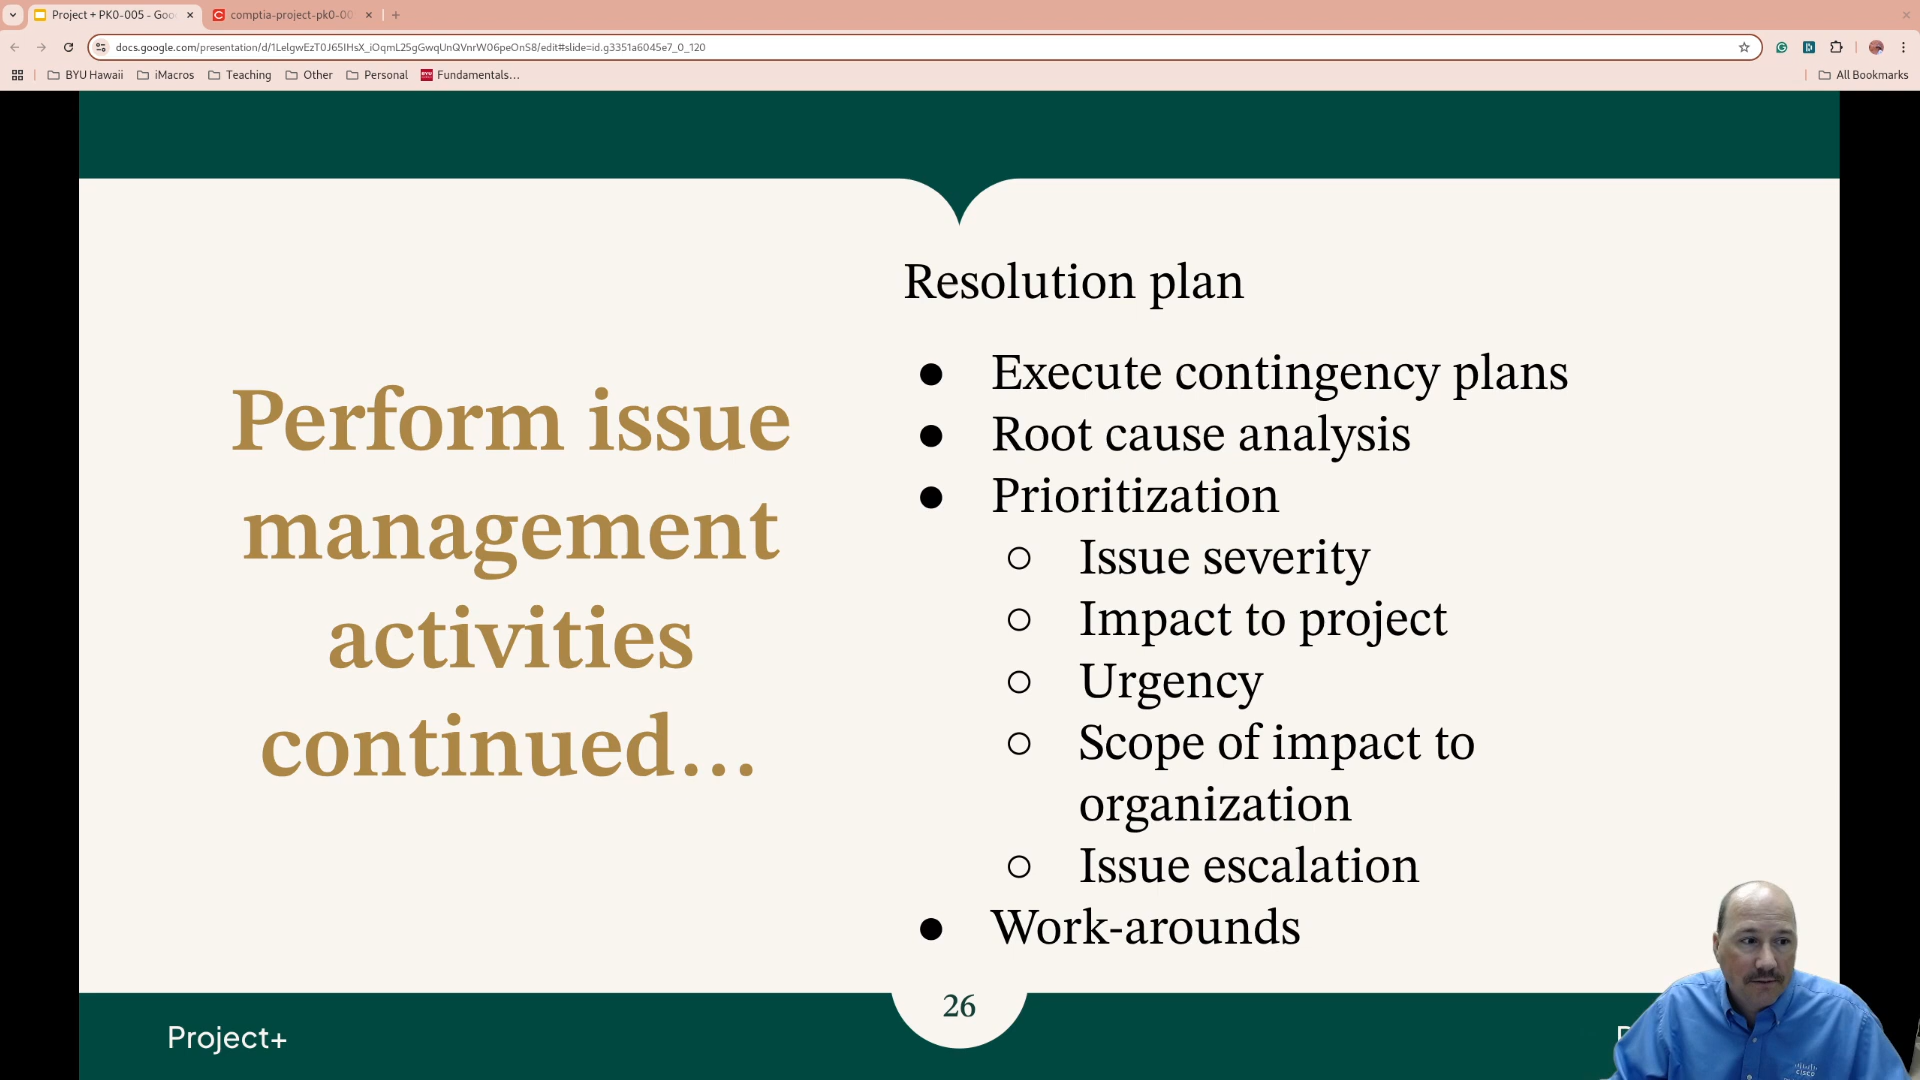 Project + PK0-005 - Goo
comptia-project-pk0-00
docs.google.com/presentation/d/1LelgwEzT0J65IHsX_iOqmL25gGwqUnQVnrW06peOnS8/edit#slide=id.g3351a6045e7_0_120
BYU Hawaii
iMacros
Teaching
Other
Personal
Fundamentals...
All Bookmarks
Perform issue
management
activities
continued...
Resolution plan
● Execute contingency plans
● Root cause analysis
● Prioritization
○ Issue severity
○ Impact to project
○ Urgency
○ Scope of impact to
organization
○ Issue escalation
● Work-arounds
26
Project+
CISCO